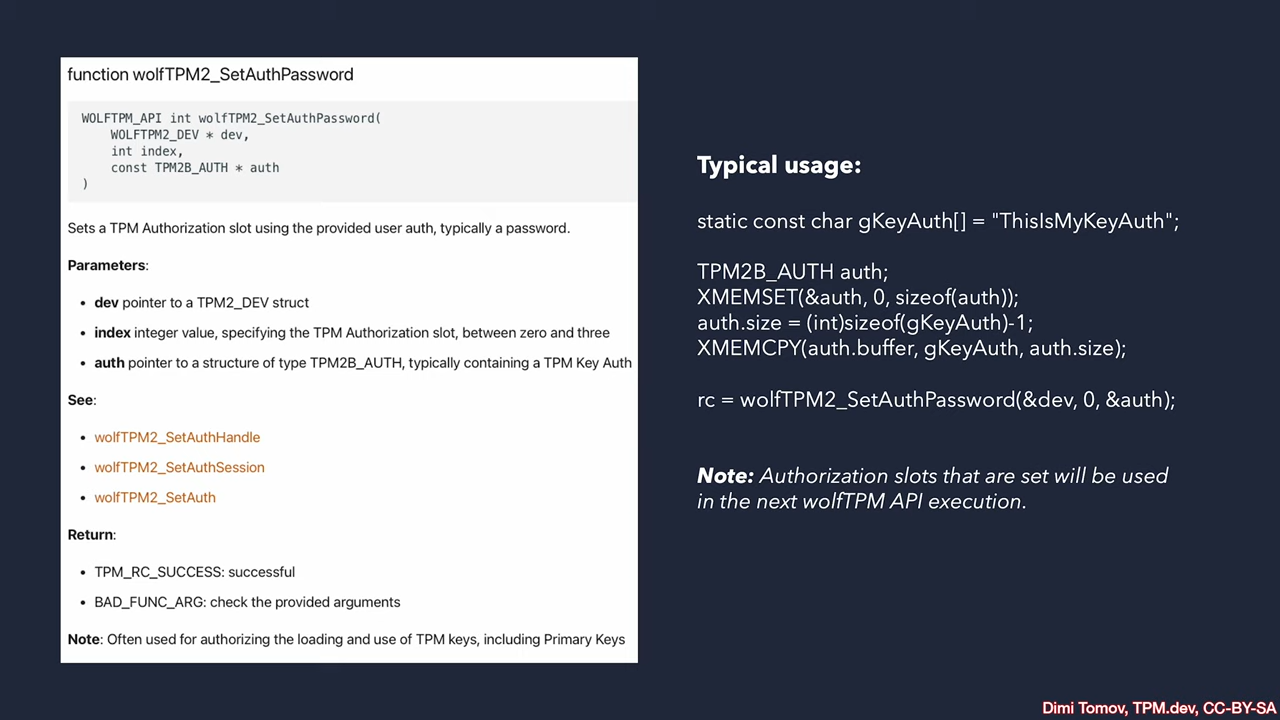 function wolfTPM2_SetAuthPassword
WOLFTPM_API int wolfTPM2_SetAuthPassword(
WOLFTPM2_DEV * dev,
int index,
const TPM2B_AUTH * auth
)
Sets a TPM Authorization slot using the provided user auth, typically a password.
Parameters:
• dev pointer to a TPM2_DEV struct
• index integer value, specifying the TPM Authorization slot, between zero and three
• auth pointer to a structure of type TPM2B_AUTH, typically containing a TPM Key Auth
See:
• wolfTPM2_SetAuthHandle
• wolfTPM2_SetAuthSession
• wolfTPM2_SetAuth
Return:
• TPM_RC_SUCCESS: successful
• BAD_FUNC_ARG: check the provided arguments
Note: Often used for authorizing the loading and use of TPM keys, including Primary Keys
Typical usage:
static const char gKeyAuth[] = "ThisIsMyKeyAuth";
TPM2B_AUTH auth;
XMEMSET(&auth, 0, sizeof(auth));
auth.size = (int)sizeof(gKeyAuth)-1;
XMEMCPY(auth.buffer, gKeyAuth, auth.size);
rc = wolfTPM2_SetAuthPassword(&dev, 0, &auth);
Note: Authorization slots that are set will be used
in the next wolfTPM API execution.
Dimi Tomov, TPM.dev, CC-BY-SA